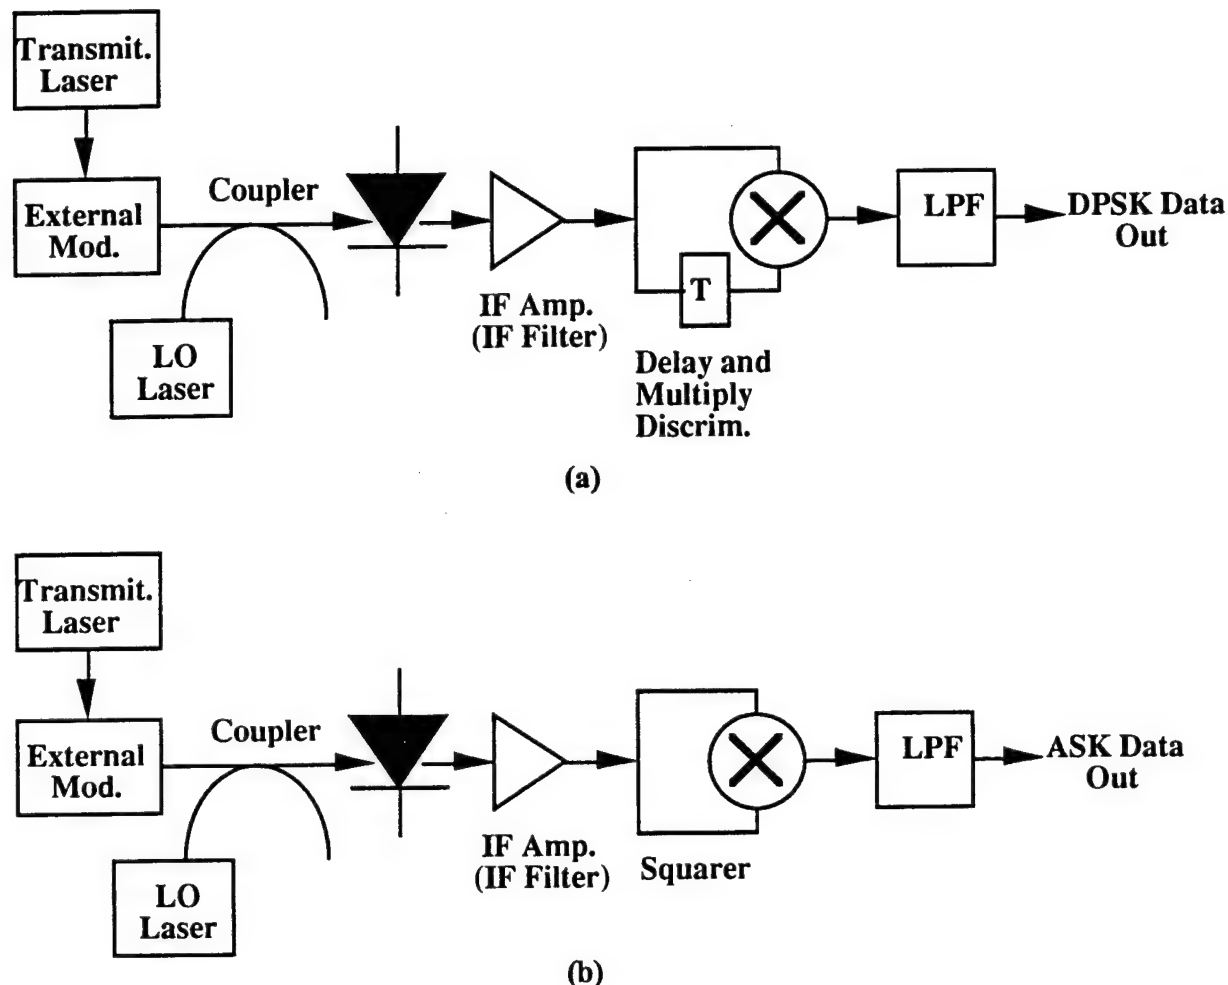 Transmit.
Laser
External
Mod.
Coupler
LO
Laser
IF Amp.
(IF Filter)
T
Delay and
Multiply
Discrim.
LPF
DPSK Data
Out
(a)
Transmit.
Laser
External
Mod.
Coupler
LO
Laser
IF Amp.
(IF Filter)
Squarer
LPF
ASK Data
Out
(b)